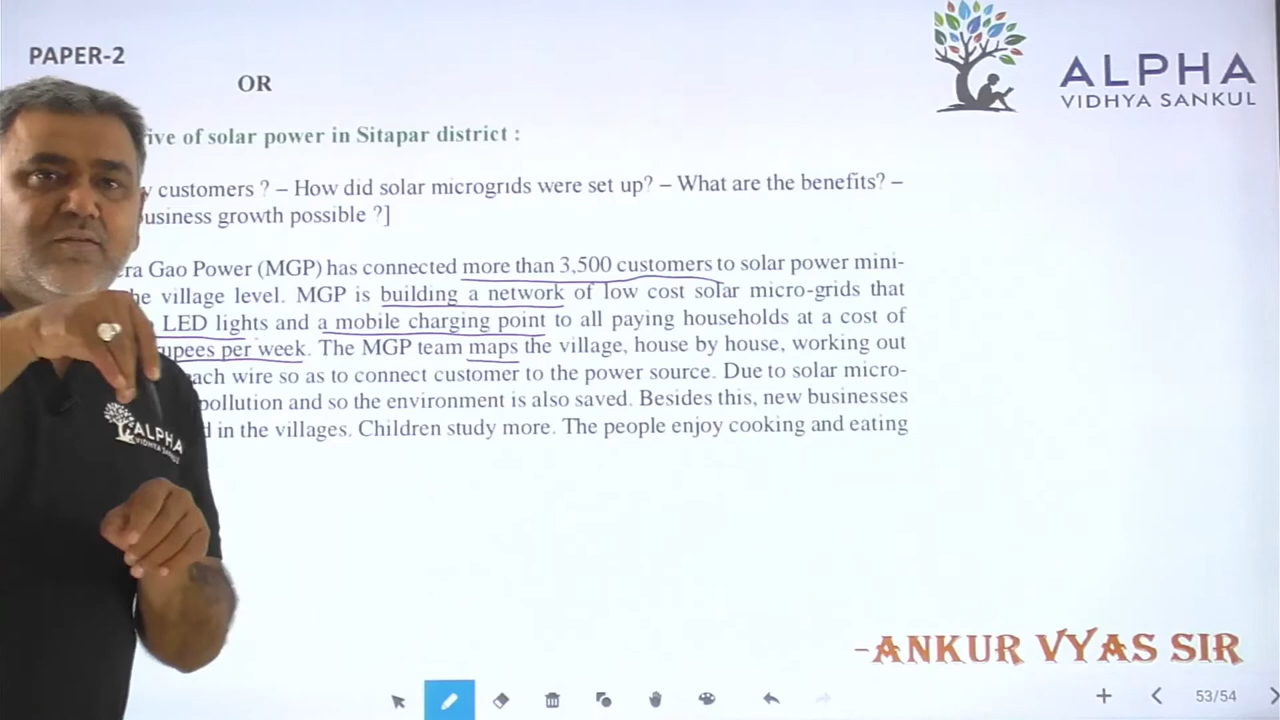 PAPER-2
OR
ALPHA
VIDHYA SANKUL
ive of solar power in Sitapar district :
customers ? – How did solar microgrids were set up? – What are the benefits? –
usiness growth possible ?]
ra Gao Power (MGP) has connected more than 3,500 customers to solar power mini-
he village level. MGP is building a network of low cost solar micro-grids that
LED lights and a mobile charging point to all paying households at a cost of
upees per week. The MGP team maps the village, house by house, working out
ach wire so as to connect customer to the power source. Due to solar micro-
pollution and so the environment is also saved. Besides this, new businesses
d in the villages. Children study more. The people enjoy cooking and eating
ALPHA
VIDHYA SANKUL
-ANKUR VYAS SIR
53/54